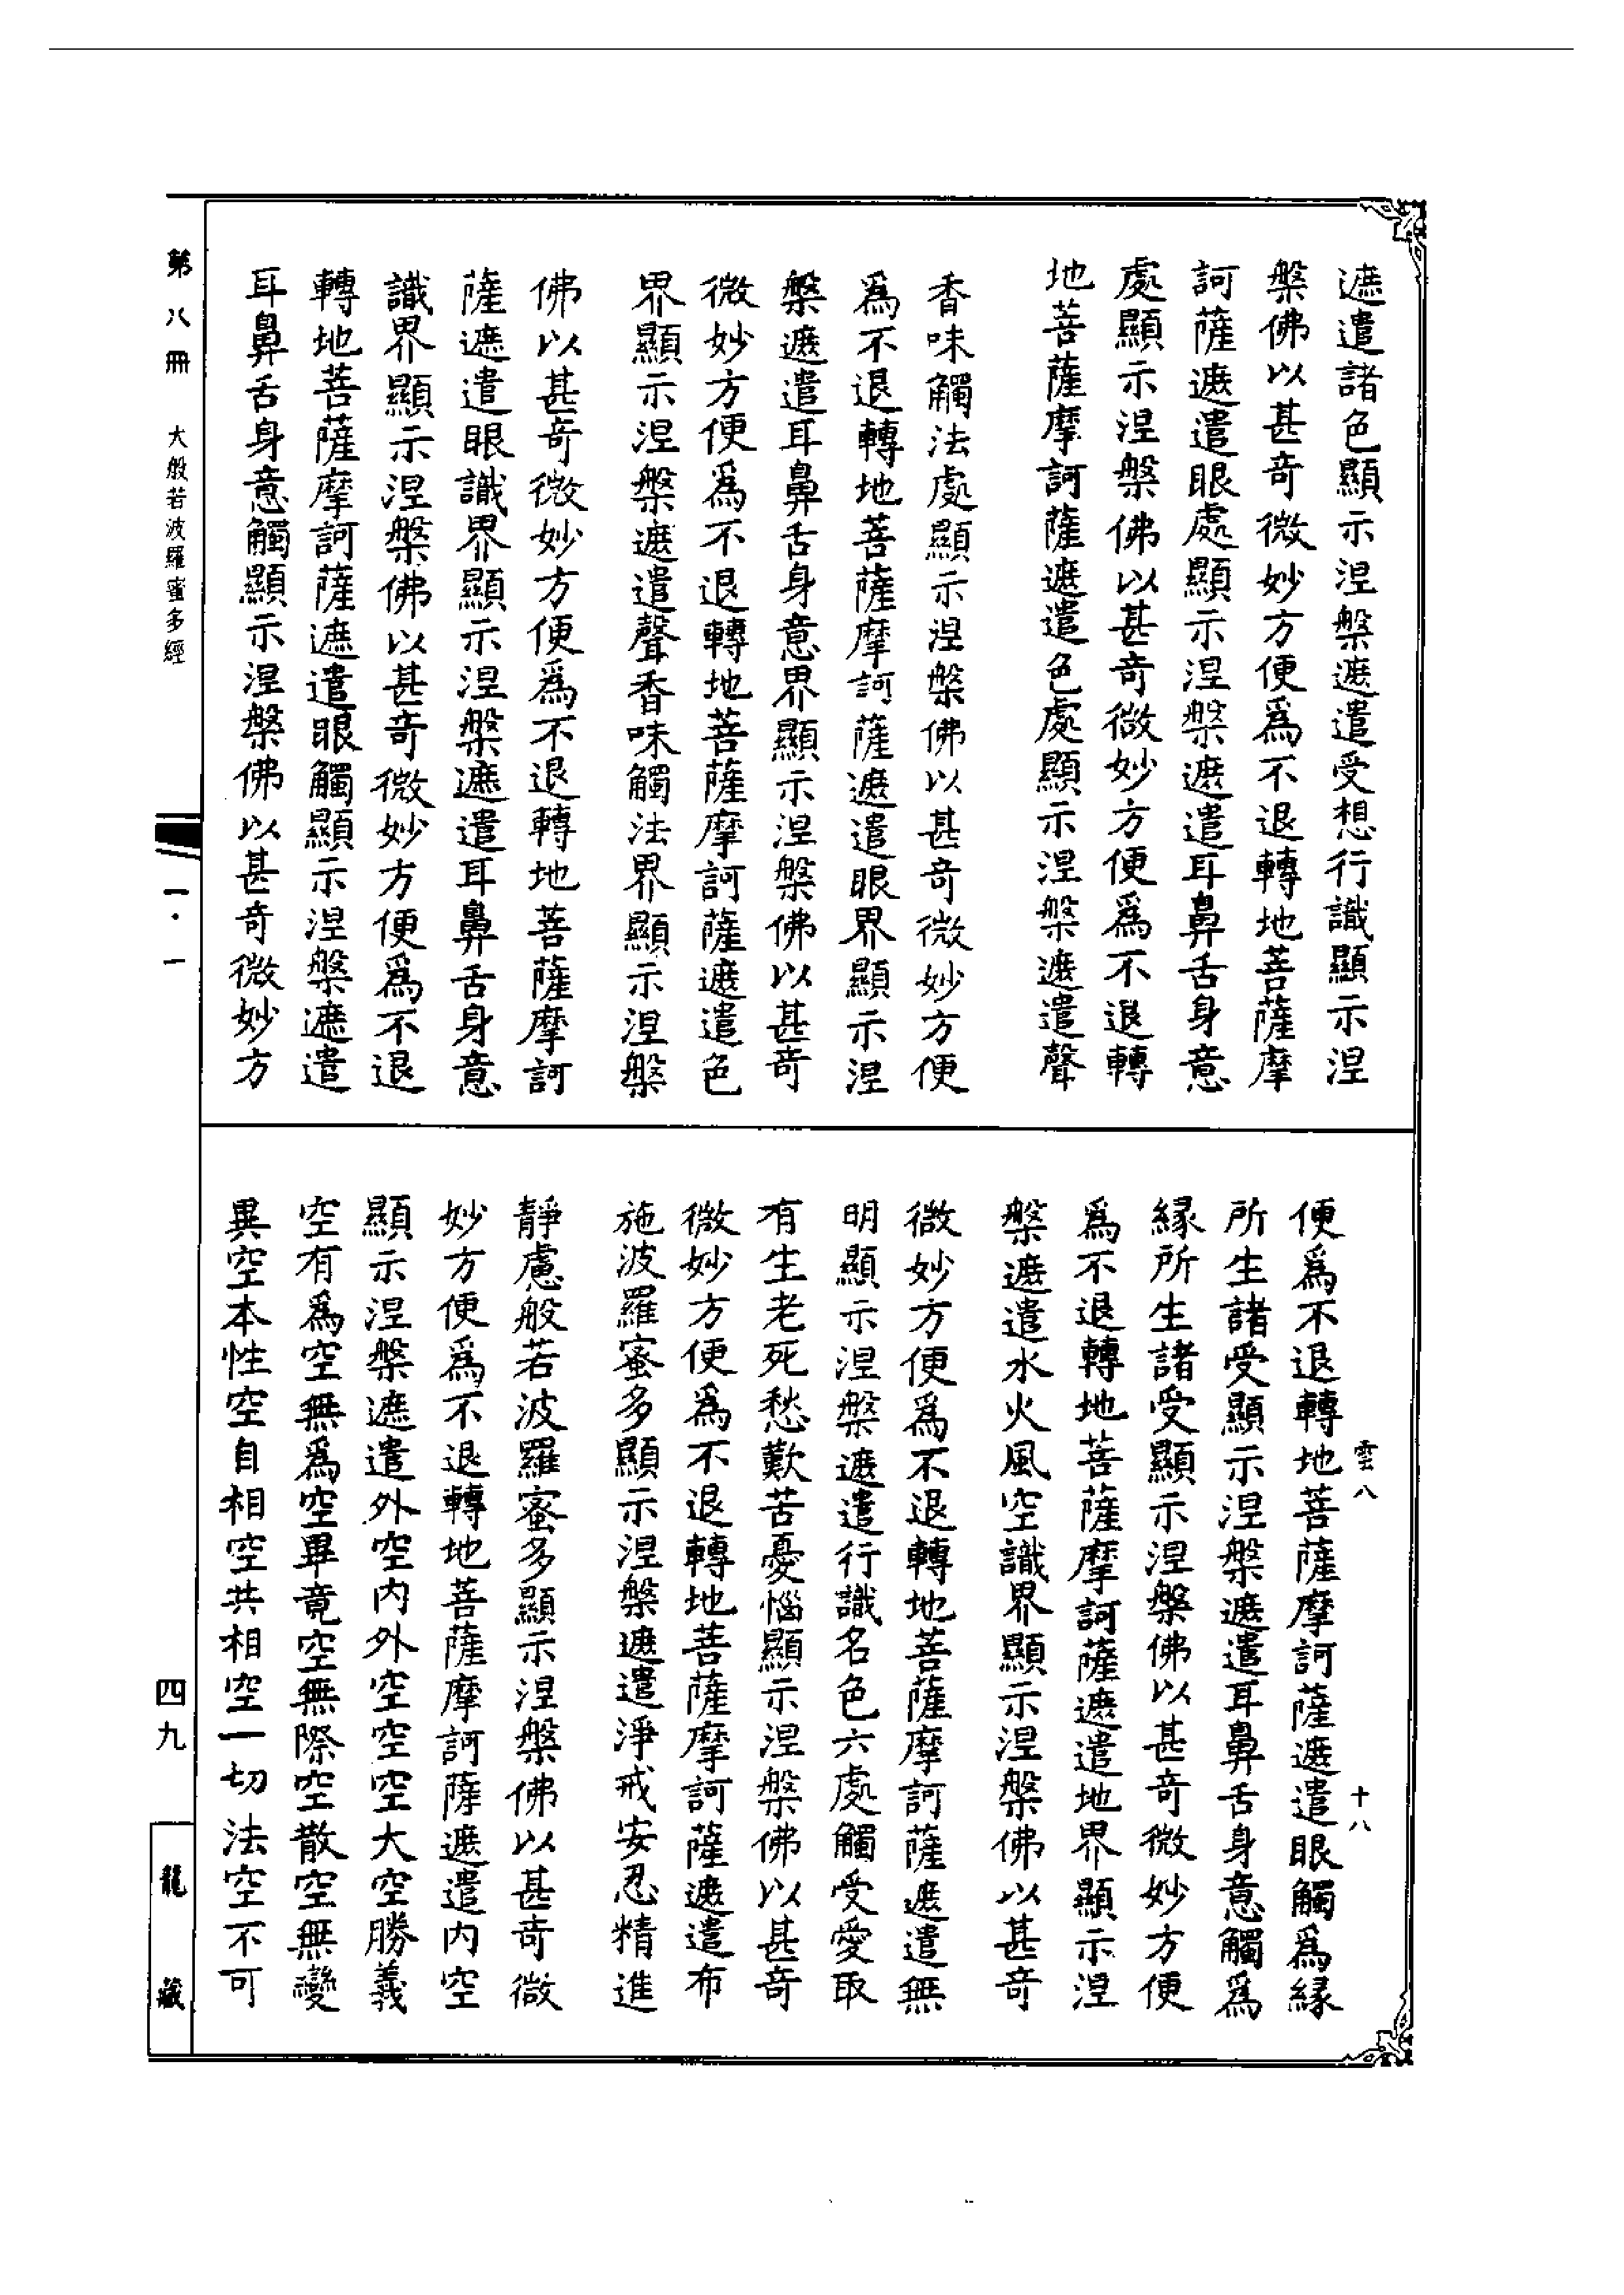 遮遣諸色顯示涅槃遮遣受想行識顯示涅
槃佛以甚奇微妙方便爲不退轉地菩薩摩
訶薩遮遣眼處顯示涅槃遮遣耳鼻舌身意
處顯示涅槃佛以甚奇微妙方便爲不退轉
地菩薩摩訶薩遮遣色處顯示涅槃遮遣聲
香味觸法處顯示涅槃佛以甚奇微妙方便
爲不退轉地菩薩摩訶薩遮遣眼界顯示涅
槃遮遣耳鼻舌身意界顯示涅槃佛以甚奇
微妙方便爲不退轉地菩薩摩訶薩遮遣色
界顯示涅槃遮遣聲香味觸法界顯示涅槃
佛以甚奇微妙方便爲不退轉地菩薩摩訶
薩遮遣眼識界顯示涅槃遮遣耳鼻舌身意
識界顯示涅槃佛以甚奇微妙方便爲不退
轉地菩薩摩訶薩遮遣眼觸顯示涅槃遮遣
耳鼻舌身意觸顯示涅槃佛以甚奇微妙方
雲八 十八
便爲不退轉地菩薩摩訶薩遮遣眼觸爲緣
所生諸受顯示涅槃遮遣耳鼻舌身意觸爲
緣所生諸受顯示涅槃佛以甚奇微妙方便
爲不退轉地菩薩摩訶薩遮遣地界顯示涅
槃遮遣水火風空識界顯示涅槃佛以甚奇
微妙方便爲不退轉地菩薩摩訶薩遮遣無
明顯示涅槃遮遣行識名色六處觸受愛取
有生老死愁歎苦憂惱顯示涅槃佛以甚奇
微妙方便爲不退轉地菩薩摩訶薩遮遣布
施波羅蜜多顯示涅槃遮遣淨戒安忍精進
靜慮般若波羅蜜多顯示涅槃佛以甚奇微
妙方便爲不退轉地菩薩摩訶薩遮遣內空
顯示涅槃遮遣外空內外空空空大空勝義
空有爲空無爲空畢竟空無際空散空無變
異空本性空自相空共相空一切法空不可
第八冊 大般若波羅蜜多經 一·一 四九 龍藏